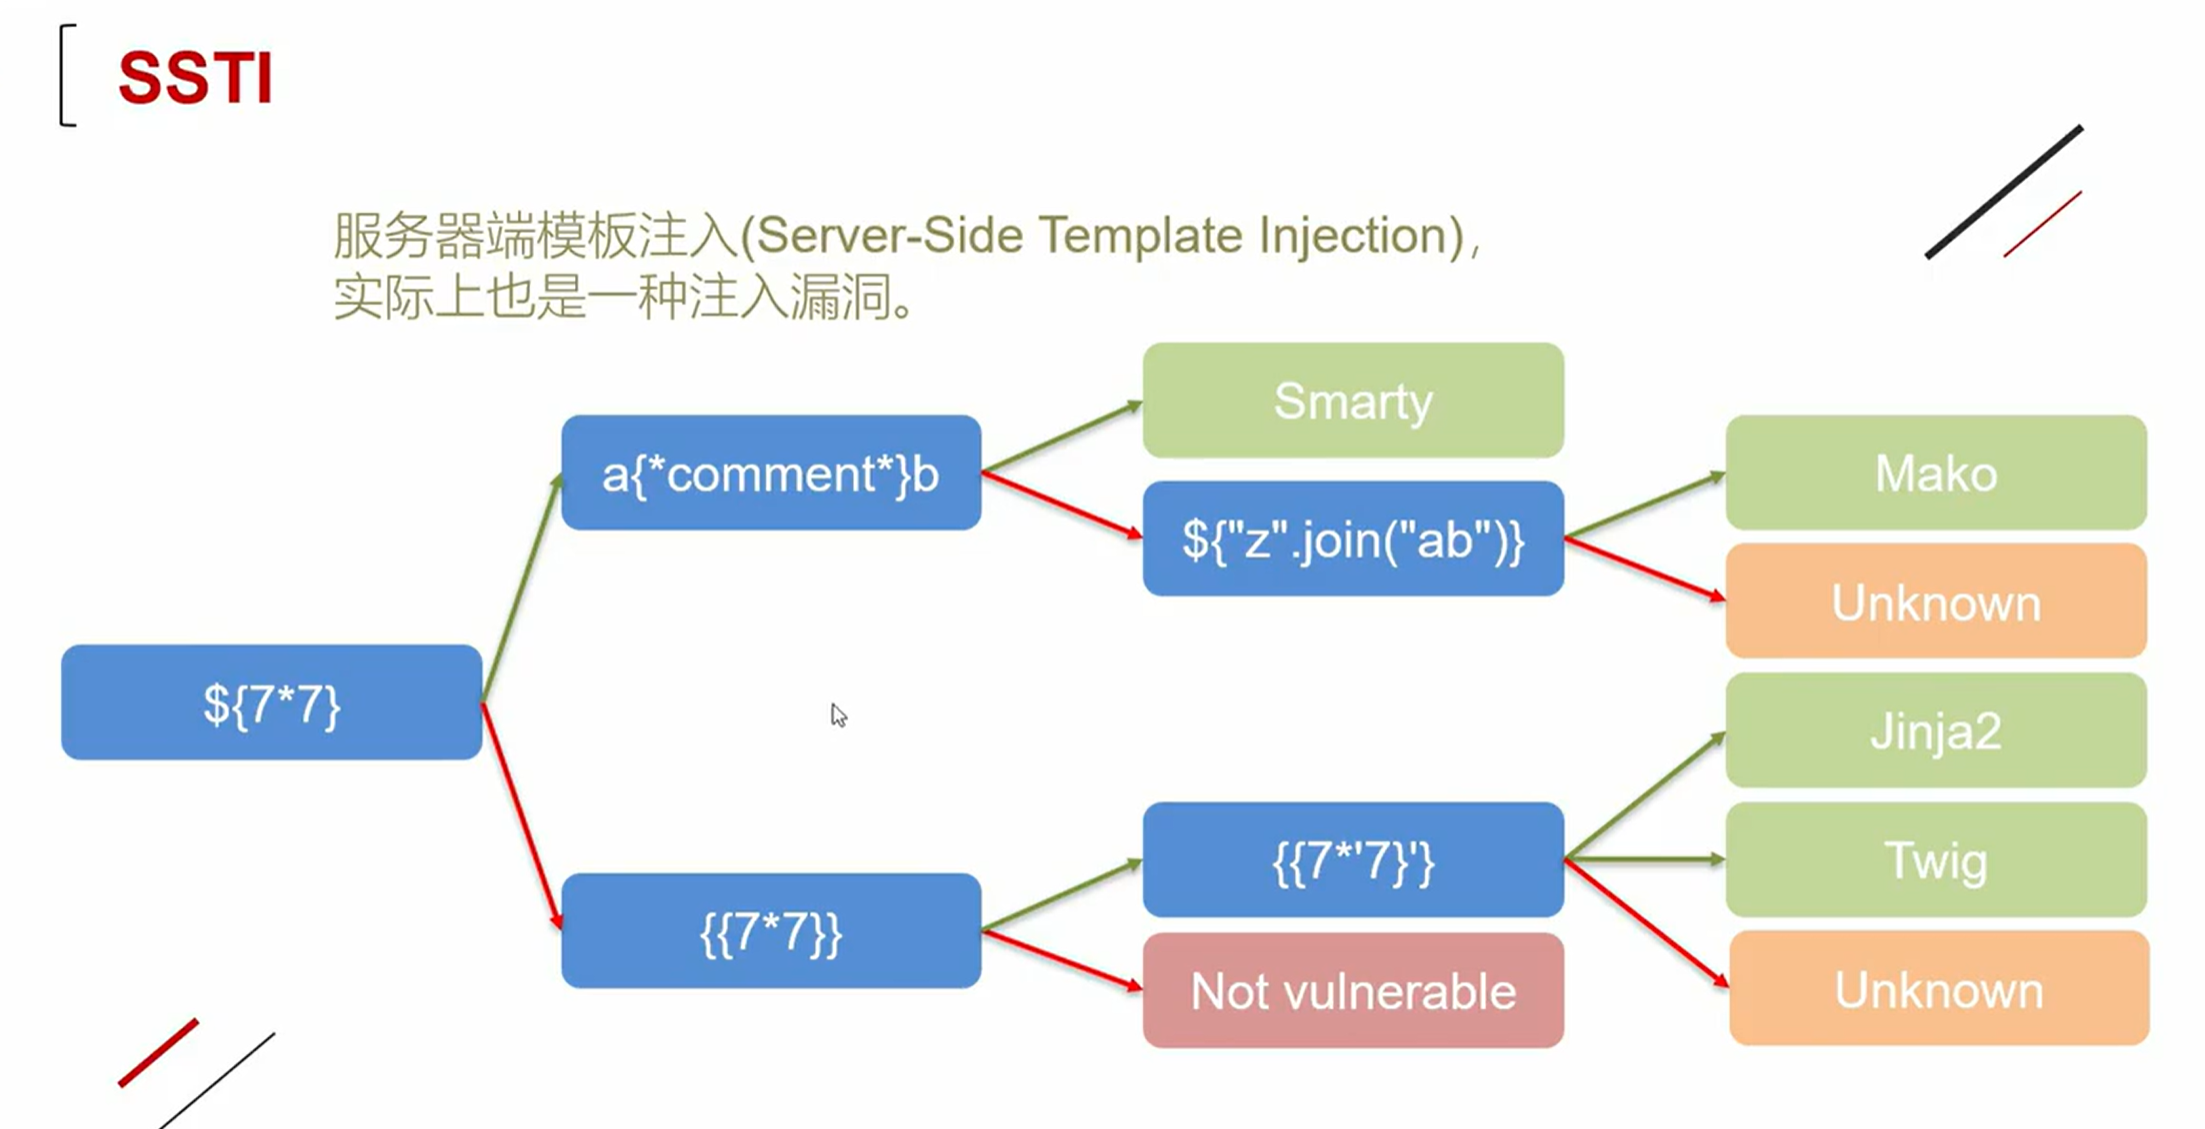 SSTI
服务器端模板注入(Server-Side Template Injection),
实际上也是一种注入漏洞。
${7*7}
a{*comment*}b
Smarty
${"z".join("ab")}
Mako
Unknown
{{7*7}}
{{7*'7}'}
Not vulnerable
Jinja2
Twig
Unknown